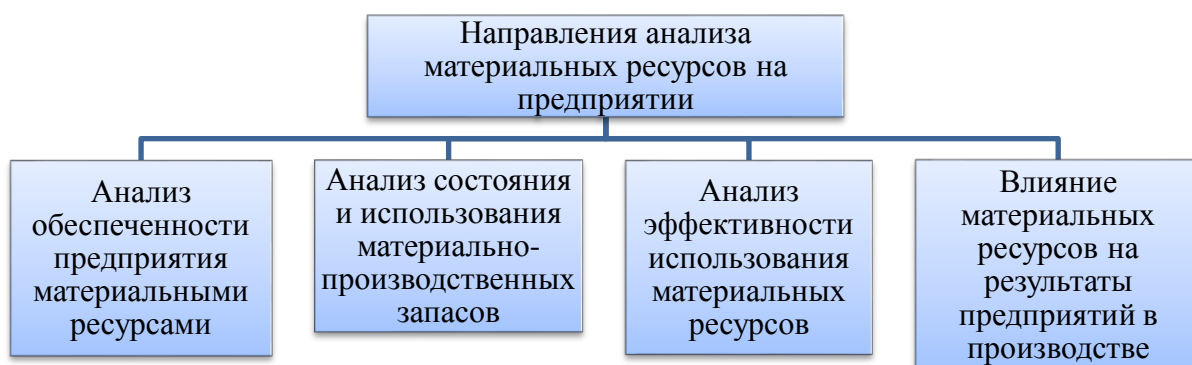 Направления анализа
материальных ресурсов на
предприятии
Анализ
обеспеченности
предприятия
материальными
ресурсами
Анализ состояния
и использования
материально-
производственных
запасов
Анализ
эффективности
использования
материальных
ресурсов
Влияние
материальных
ресурсов на
результаты
предприятий в
производстве